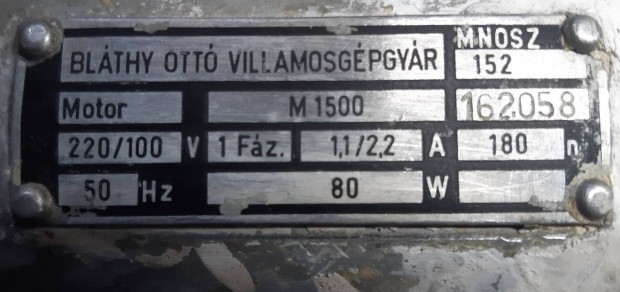 MNOSZ
BLÁTHY OTTÓ VILLAMOSGÉPGYÁR 152
Motor M 1500 162058
220/100 V 1 Fáz. 1,1/2,2 A 180 n
50 Hz 80 W